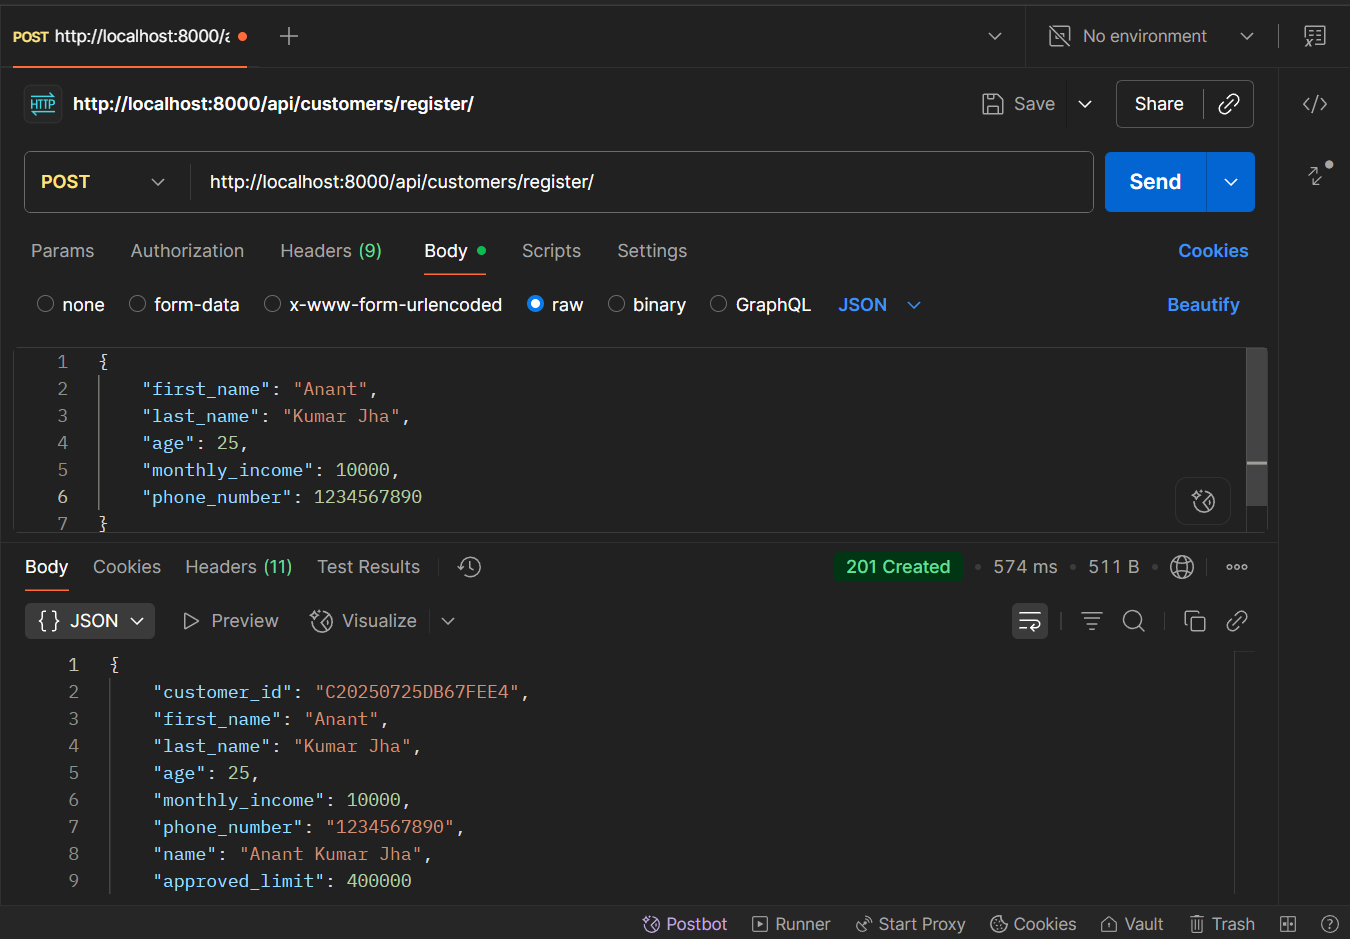 POST http://localhost:8000/a
No environment
HTTP http://localhost:8000/api/customers/register/
Save
Share
POST
http://localhost:8000/api/customers/register/
Send
Params Authorization Headers (9) Body Scripts Settings Cookies
none form-data x-www-form-urlencoded raw binary GraphQL JSON Beautify
1 {
2 "first_name": "Anant",
3 "last_name": "Kumar Jha",
4 "age": 25,
5 "monthly_income": 10000,
6 "phone_number": 1234567890
7 }
Body Cookies Headers (11) Test Results 201 Created • 574 ms • 511 B •
{} JSON Preview Visualize
1 {
2 "customer_id": "C20250725DB67FEE4",
3 "first_name": "Anant",
4 "last_name": "Kumar Jha",
5 "age": 25,
6 "monthly_income": 10000,
7 "phone_number": "1234567890",
8 "name": "Anant Kumar Jha",
9 "approved_limit": 400000
Postbot Runner Start Proxy Cookies Vault Trash